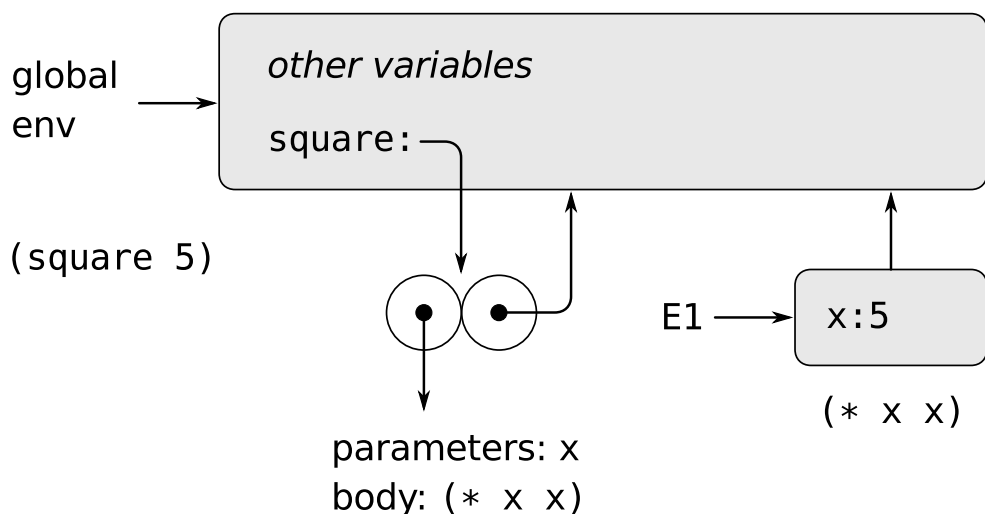 global
env
other variables
square:
(square 5)
E1
x:5
(* x x)
parameters: x
body: (* x x)